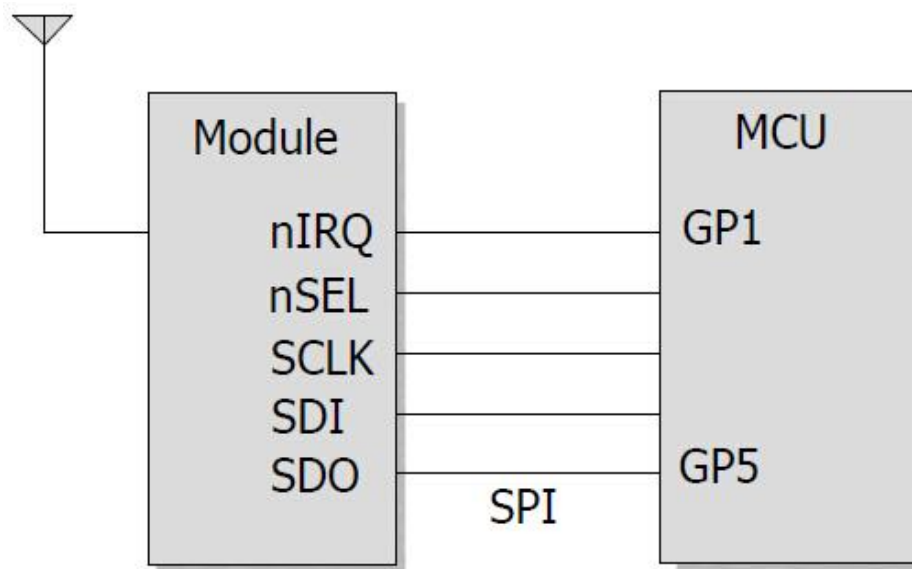 Module
MCU
nIRQ
GP1
nSEL
SCLK
SDI
SDO
GP5
SPI